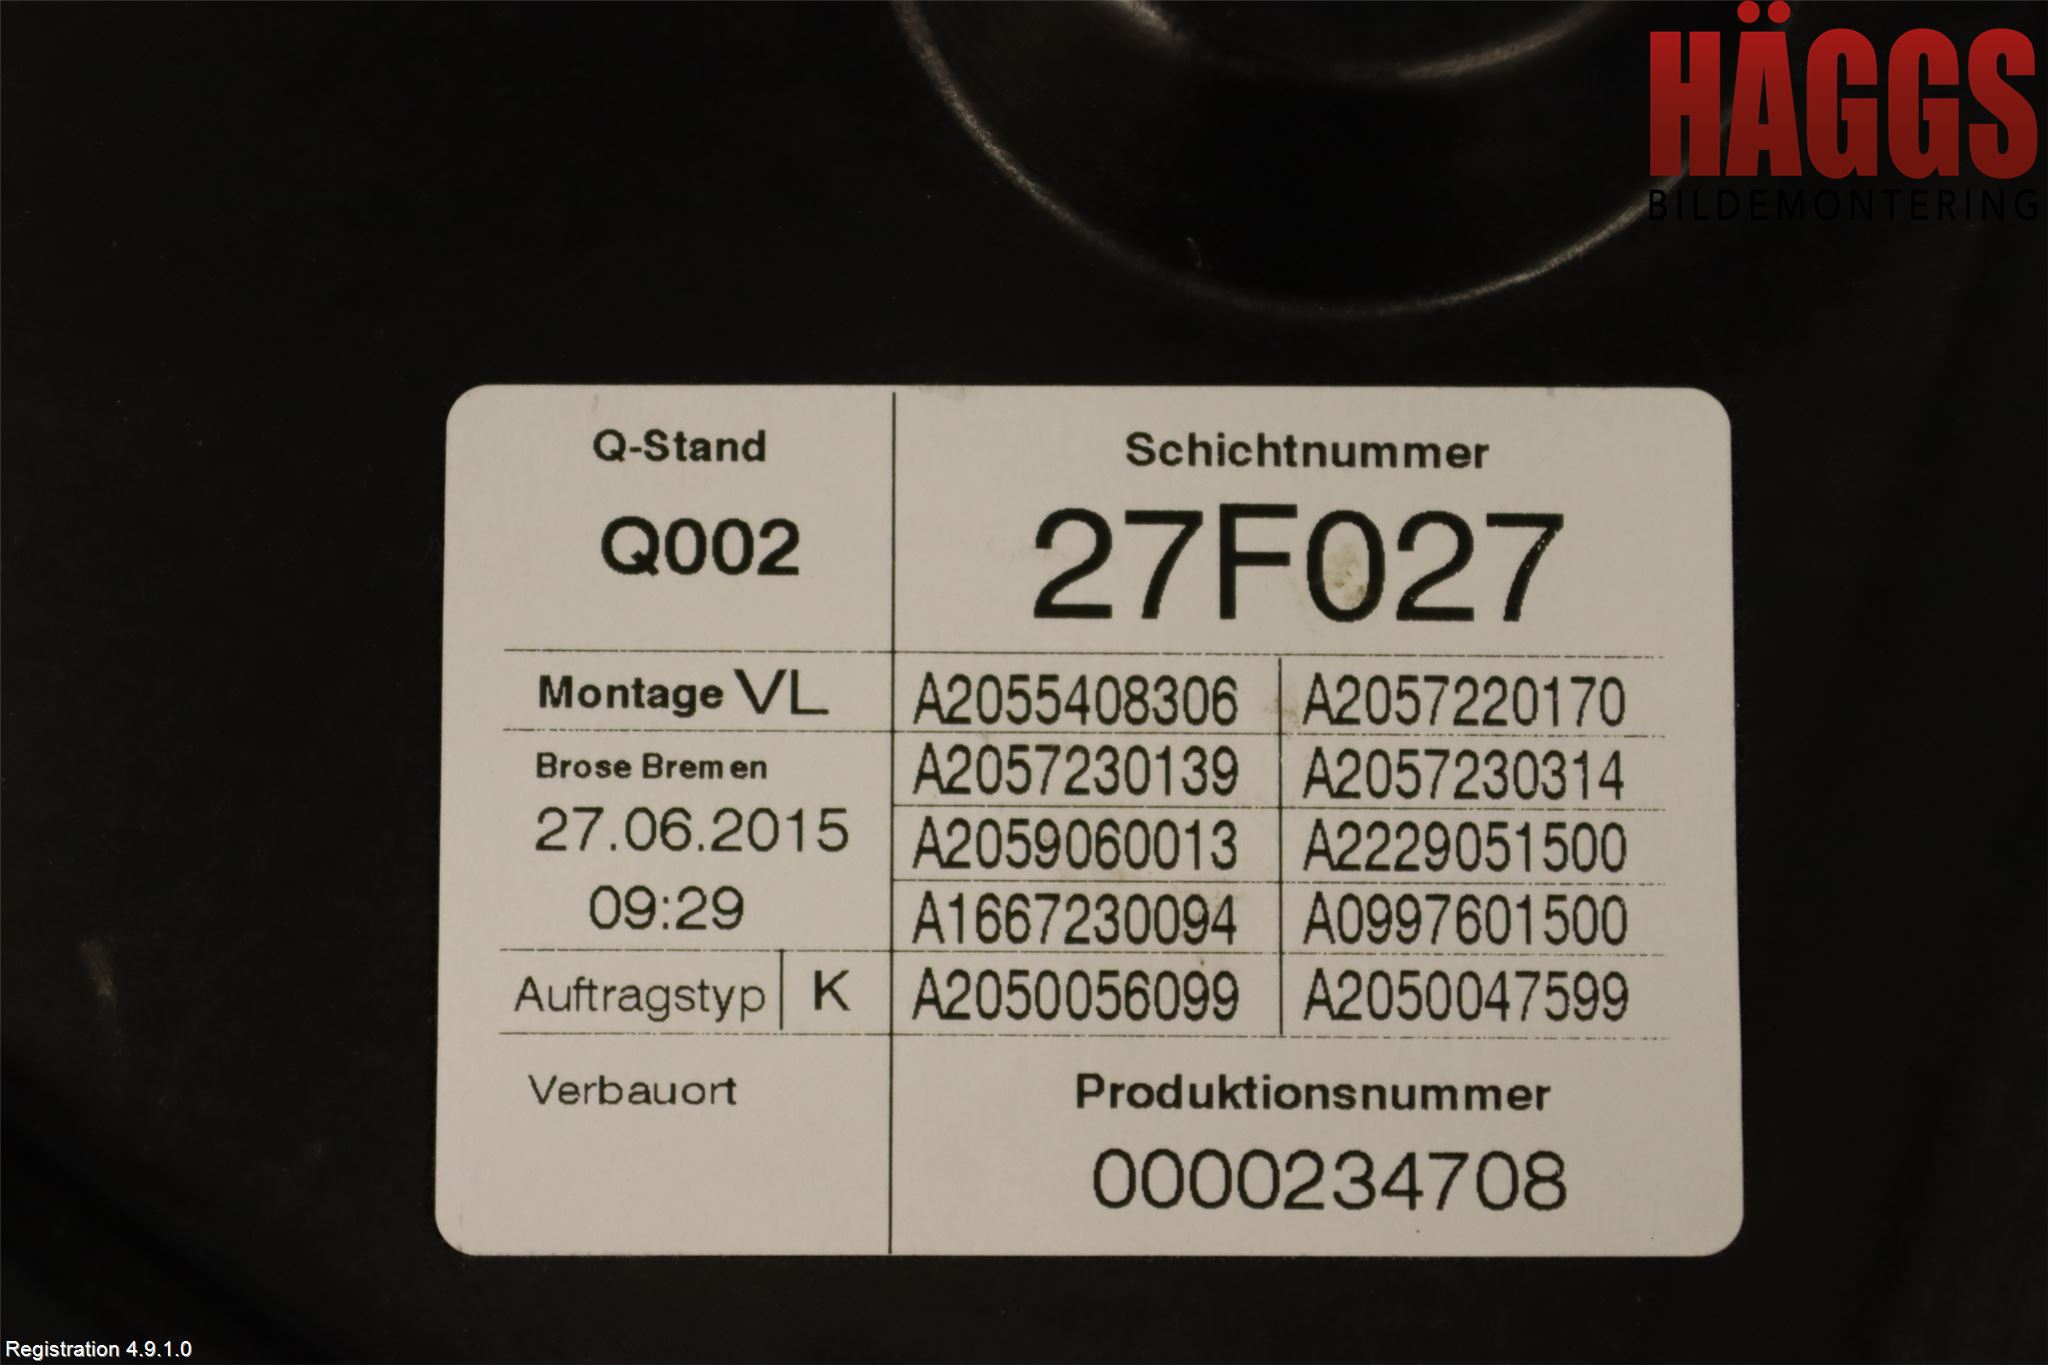 HÄGGS
BILDEMONTERING
Q-Stand
Q002
Schichtnummer
27F027
Montage VL
Brose Bremen
27.06.2015
09:29
Auftragstyp K
Verbauort
A2055408306 A2057220170
A2057230139 A2057230314
A2059060013 A2229051500
A1667230094 A0997601500
A2050056099 A2050047599
Produktionsnummer
0000234708
Registration 4.9.1.0